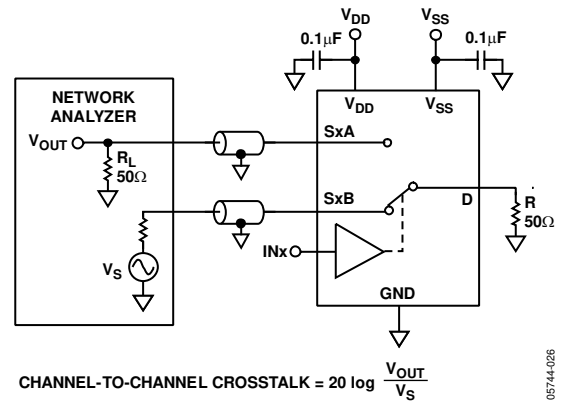 VDD
VSS
0.1µF
0.1µF
NETWORK
ANALYZER
VDD
VSS
VOUT
SxA
RL
50Ω
SxB
D
R
50Ω
INx
VS
GND
CHANNEL-TO-CHANNEL CROSSTALK = 20 log VOUT
VS
05744-026